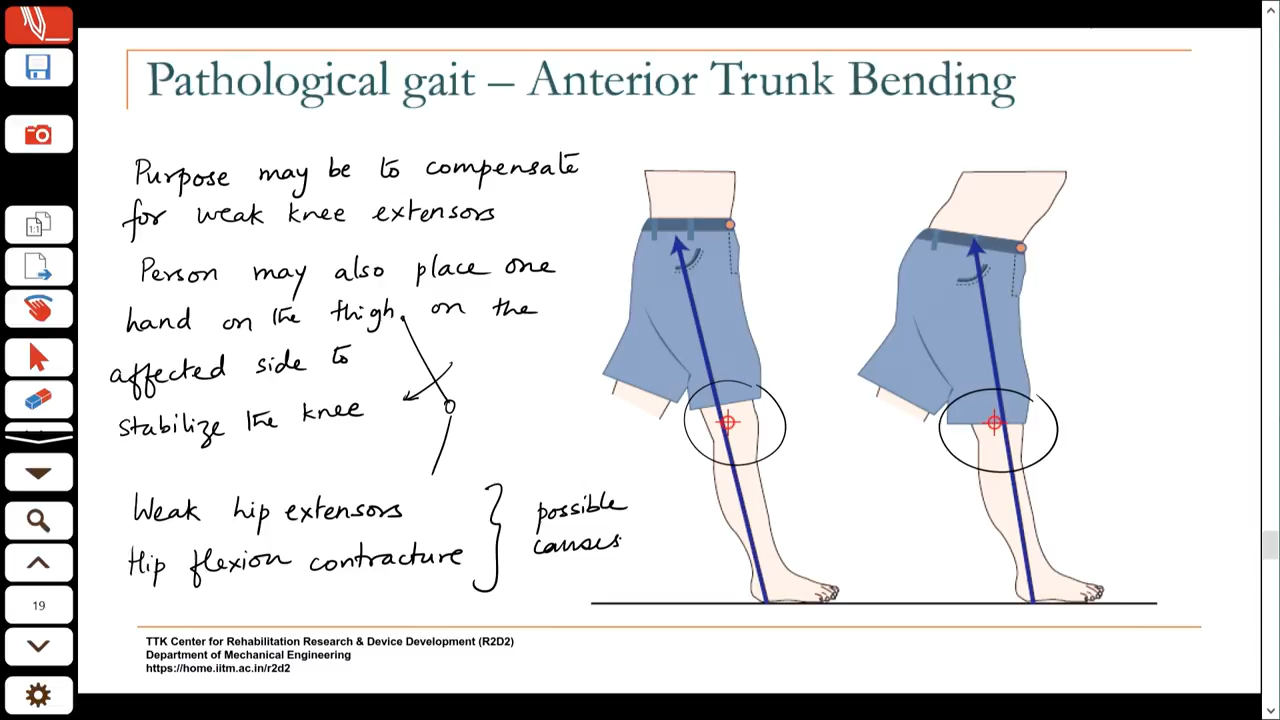 Pathological gait – Anterior Trunk Bending
Purpose may be to compensate
for weak knee extensors
Person may also place one
hand on the thigh on the
affected side to
stabilize the knee
Weak hip extensors
Hip flexion contracture
possible
causes
TTK Center for Rehabilitation Research & Device Development (R2D2)
Department of Mechanical Engineering
https://home.iitm.ac.in/r2d2
1:1
19